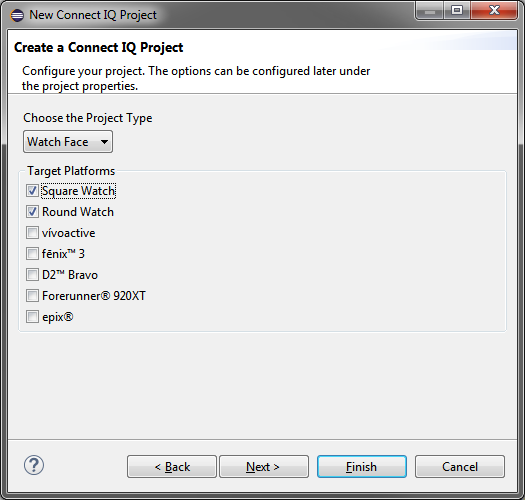 New Connect IQ Project
Create a Connect IQ Project
Configure your project. The options can be configured later under
the project properties.
Choose the Project Type
Watch Face
Target Platforms
Square Watch
Round Watch
vívoactive
fēnix™ 3
D2™ Bravo
Forerunner® 920XT
epix®
?
< Back
Next >
Finish
Cancel